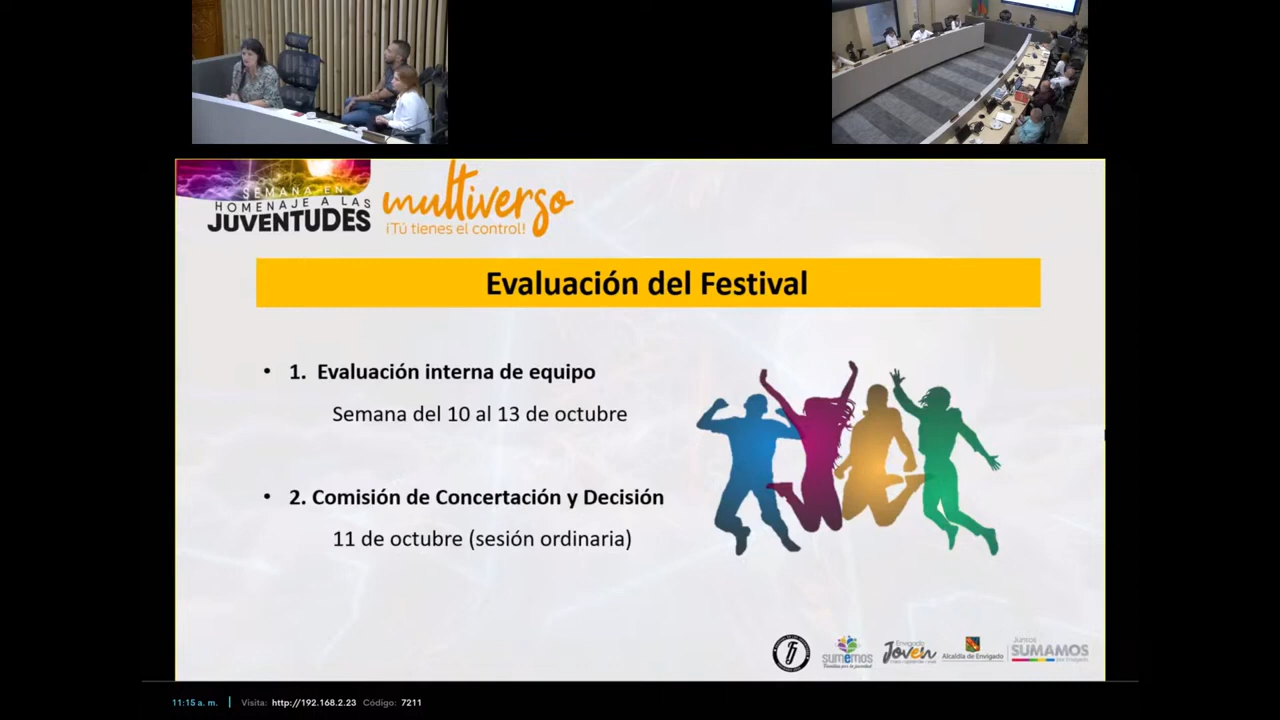 SEMANA EN
HOMENAJE A LAS
JUVENTUDES
multiverso
¡Tú tienes el control!
Evaluación del Festival
• 1. Evaluación interna de equipo
Semana del 10 al 13 de octubre
• 2. Comisión de Concertación y Decisión
11 de octubre (sesión ordinaria)
sumemos
Envigado
Joven
Alcaldía de Envigado
Juntos
SUMAMOS
por Envigado
11:15 a. m. | Visita: http://192.168.2.23 Código: 7211